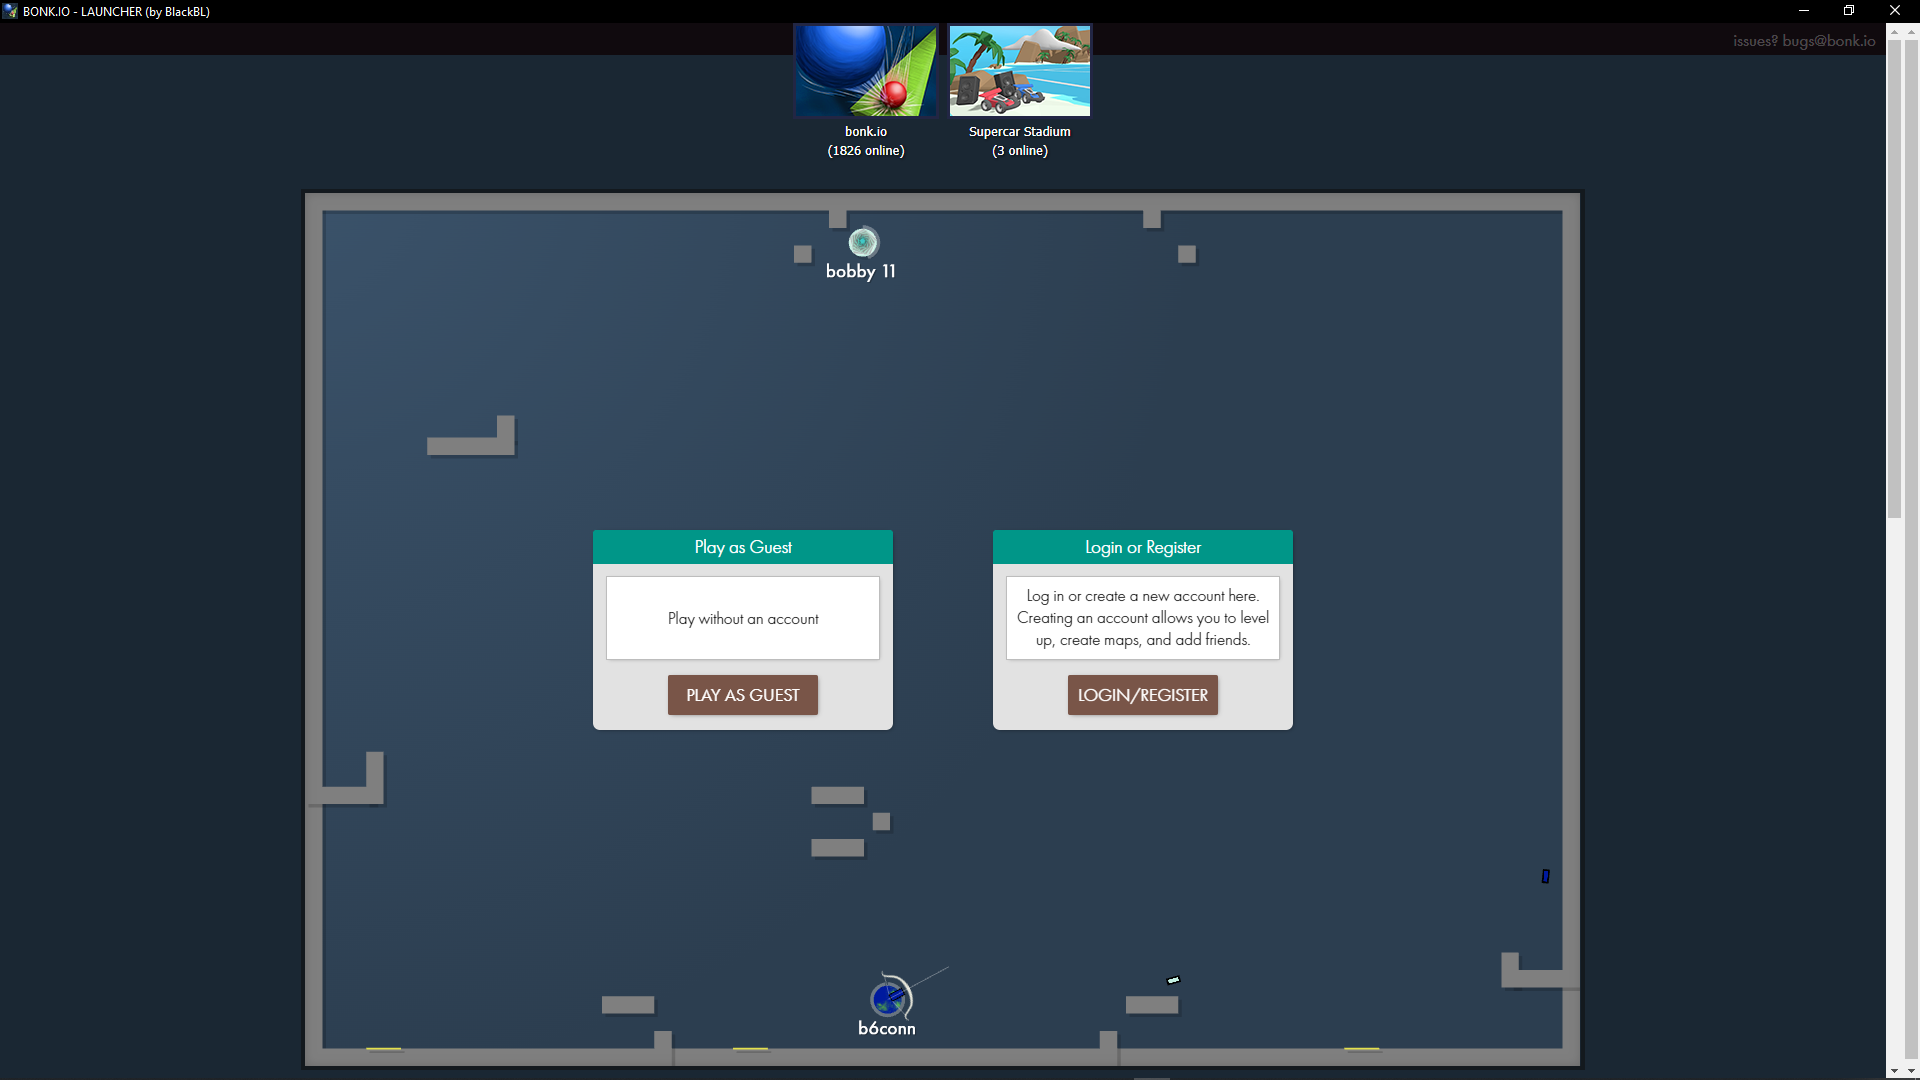 BONK.IO - LAUNCHER (by BlackBL)
issues? bugs@bonk.io
bonk.io
(1826 online)
Supercar Stadium
(3 online)
bobby 11
Play as Guest
Play without an account
PLAY AS GUEST
Login or Register
Log in or create a new account here.
Creating an account allows you to level
up, create maps, and add friends.
LOGIN/REGISTER
b6conn